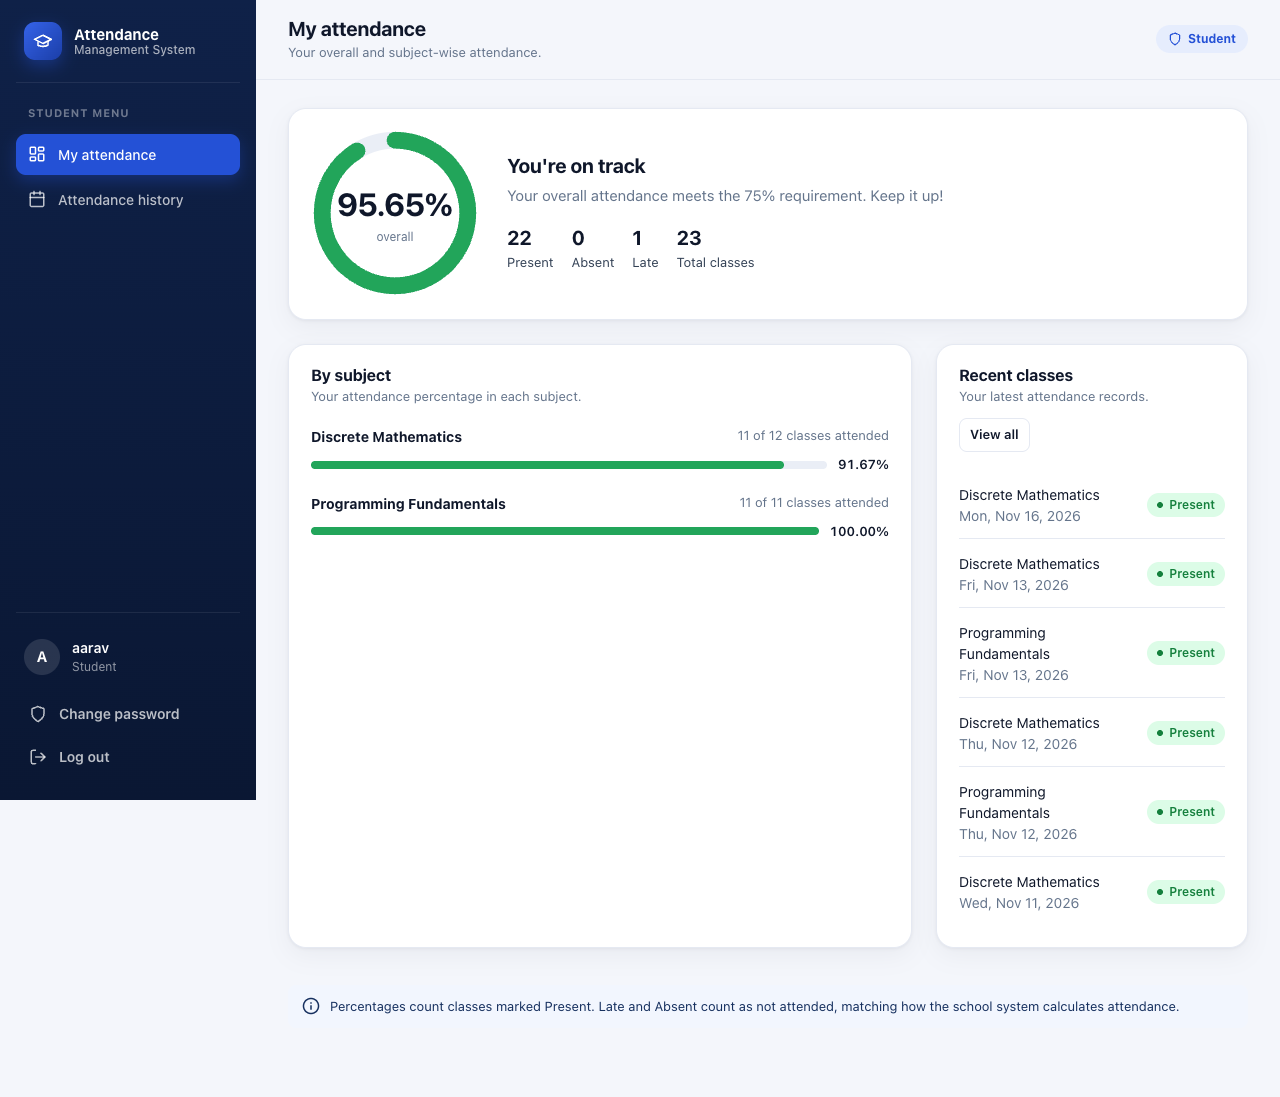 Attendance
Management System
STUDENT MENU
My attendance
Attendance history
A
aarav
Student
Change password
Log out
My attendance
Your overall and subject-wise attendance.
Student
95.65%
overall
You're on track
Your overall attendance meets the 75% requirement. Keep it up!
22 0 1 23
Present Absent Late Total classes
By subject
Your attendance percentage in each subject.
Discrete Mathematics 11 of 12 classes attended
91.67%
Programming Fundamentals 11 of 11 classes attended
100.00%
Recent classes
Your latest attendance records.
View all
Discrete Mathematics
Mon, Nov 16, 2026
Present
Discrete Mathematics
Fri, Nov 13, 2026
Present
Programming
Fundamentals
Fri, Nov 13, 2026
Present
Discrete Mathematics
Thu, Nov 12, 2026
Present
Programming
Fundamentals
Thu, Nov 12, 2026
Present
Discrete Mathematics
Wed, Nov 11, 2026
Present
Percentages count classes marked Present. Late and Absent count as not attended, matching how the school system calculates attendance.